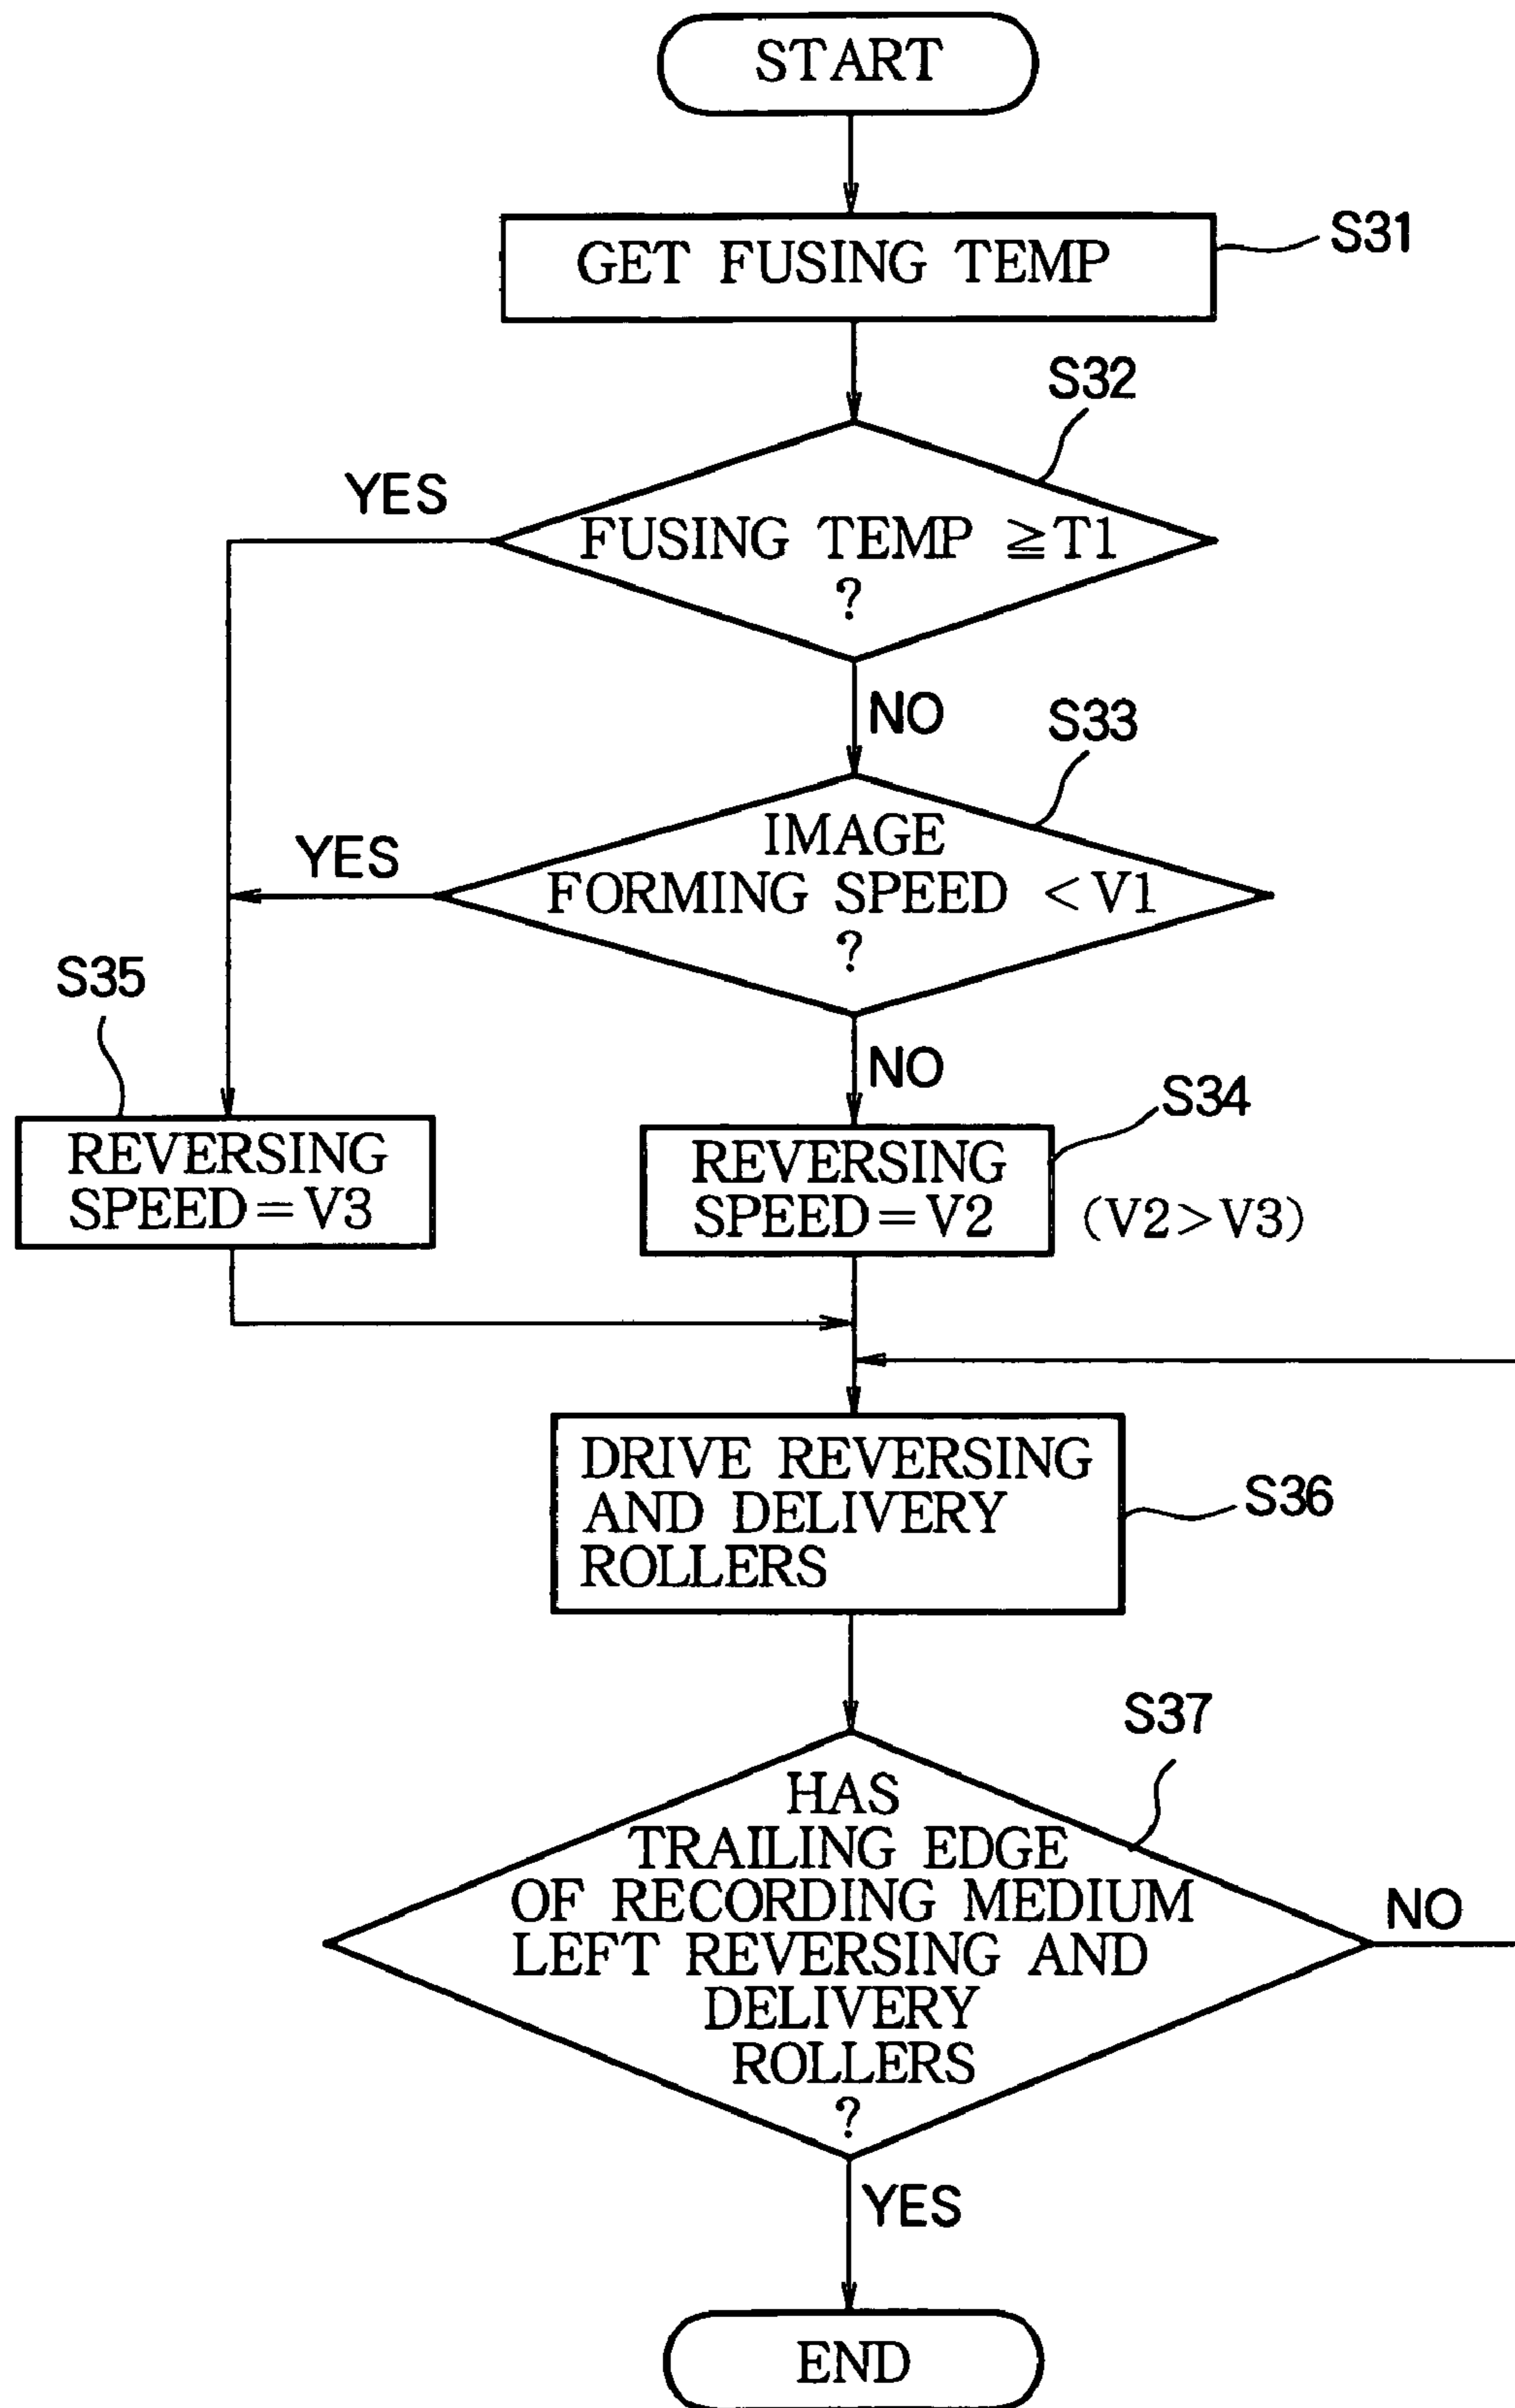 START
GET FUSING TEMP
S31
S32
YES
FUSING TEMP ≧T1
?
NO
S33
IMAGE
YES
FORMING SPEED <V1
?
S35
NO
S34
REVERSING
SPEED=V3
REVERSING
SPEED=V2
(V2>V3)
DRIVE REVERSING
AND DELIVERY
ROLLERS
S36
S37
HAS
TRAILING EDGE
OF RECORDING MEDIUM
LEFT REVERSING AND
DELIVERY
ROLLERS
?
NO
YES
END